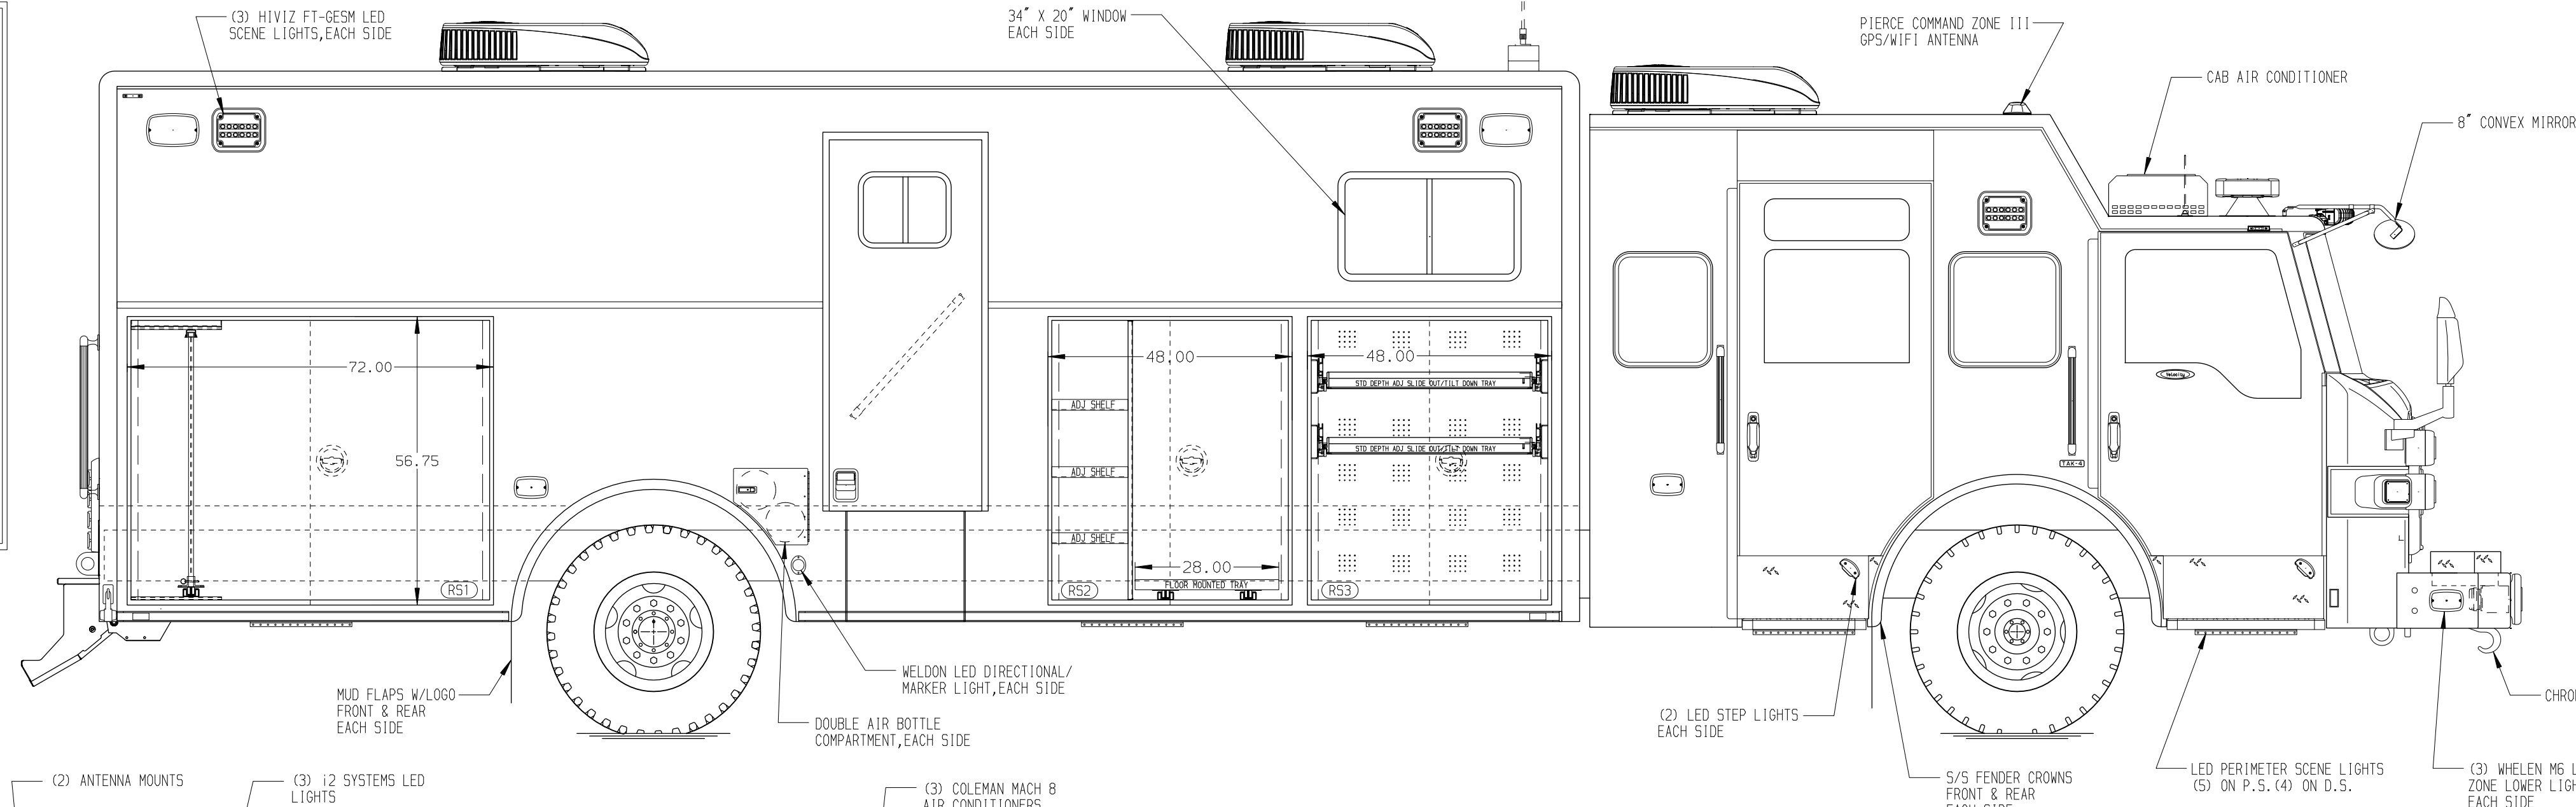 (3) HIVIZ FT-GESM LED
SCENE LIGHTS,EACH SIDE
34" X 20" WINDOW
EACH SIDE
PIERCE COMMAND ZONE III
GPS/WIFI ANTENNA
CAB AIR CONDITIONER
8" CONVEX MIRROR
72.00
56.75
RS1
48.00
ADJ SHELF
ADJ SHELF
ADJ SHELF
28.00
FLOOR MOUNTED TRAY
RS2
48.00
STD DEPTH ADJ SLIDE OUT/TILT DOWN TRAY
STD DEPTH ADJ SLIDE OUT/TILT DOWN TRAY
RS3
Velocity
TAK-4
MUD FLAPS W/LOGO
FRONT & REAR
EACH SIDE
WELDON LED DIRECTIONAL/
MARKER LIGHT,EACH SIDE
DOUBLE AIR BOTTLE
COMPARTMENT,EACH SIDE
(2) LED STEP LIGHTS
EACH SIDE
S/S FENDER CROWNS
FRONT & REAR
EACH SIDE
LED PERIMETER SCENE LIGHTS
(5) ON P.S.(4) ON D.S.
CHRO
(3) WHELEN M6 L
ZONE LOWER LIGH
EACH SIDE
(2) ANTENNA MOUNTS
(3) i2 SYSTEMS LED
LIGHTS
(3) COLEMAN MACH 8
AIR CONDITIONERS